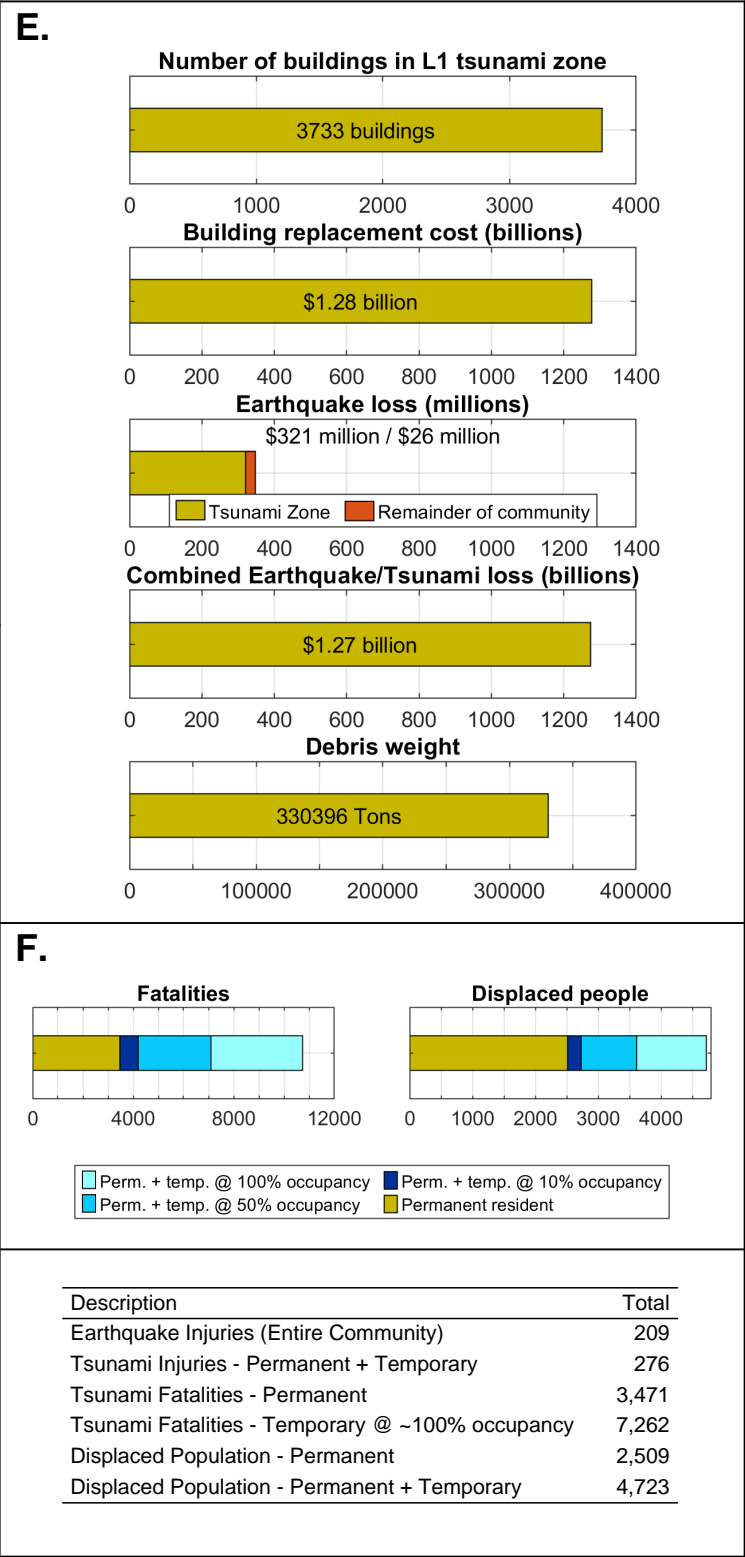 E.
Number of buildings in L1 tsunami zone
3733 buildings
0 1000 2000 3000 4000
Building replacement cost (billions)
$1.28 billion
0 200 400 600 800 1000 1200 1400
Earthquake loss (millions)
$321 million / $26 million
Tsunami Zone Remainder of community
0 200 400 600 800 1000 1200 1400
Combined Earthquake/Tsunami loss (billions)
$1.27 billion
0 200 400 600 800 1000 1200 1400
Debris weight
330396 Tons
0 100000 200000 300000 400000
F.
Fatalities Displaced people
0 4000 8000 12000 0 1000 2000 3000 4000
Perm. + temp. @ 100% occupancy Perm. + temp. @ 10% occupancy
Perm. + temp. @ 50% occupancy Permanent resident
Description Total
Earthquake Injuries (Entire Community) 209
Tsunami Injuries - Permanent + Temporary 276
Tsunami Fatalities - Permanent 3,471
Tsunami Fatalities - Temporary @ ~100% occupancy 7,262
Displaced Population - Permanent 2,509
Displaced Population - Permanent + Temporary 4,723